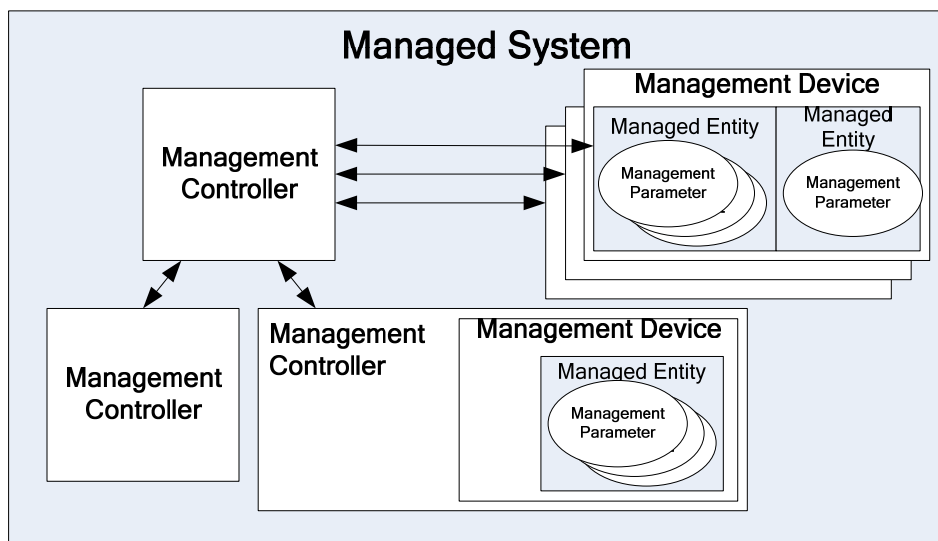 Managed System
Management
Controller
Management Device
Managed Entity
Management
Parameter
Managed
Entity
Management
Parameter
Management
Controller
Management
Controller
Management Device
Managed Entity
Management
Parameter